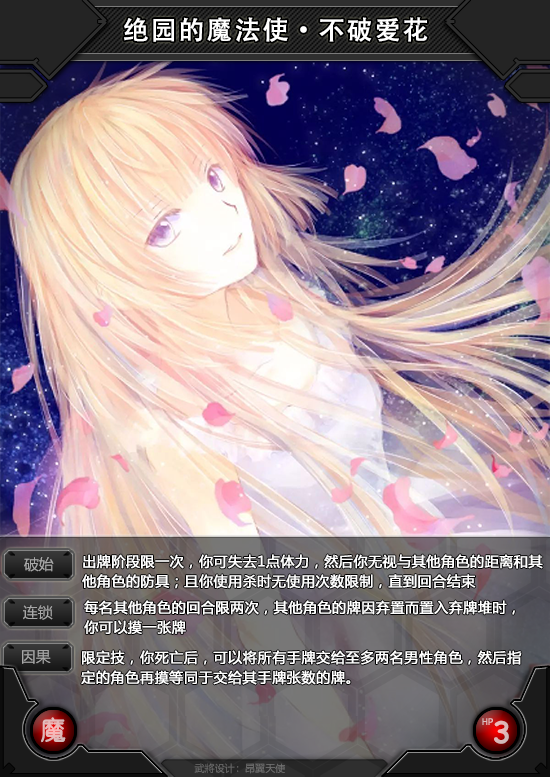 绝园的魔法使·不破爱花
破始
出牌阶段限一次，你可失去1点体力，然后你无视与其他角色的距离和其
他角色的防具；且你使用杀时无使用次数限制，直到回合结束
连锁
每名其他角色的回合限两次，其他角色的牌因弃置而置入弃牌堆时，
你可以摸一张牌
因果
限定技，你死亡后，可以将所有手牌交给至多两名男性角色，然后指
定的角色再摸等同于交给其手牌张数的牌。
魔
HP3
武将设计：昂翼天使